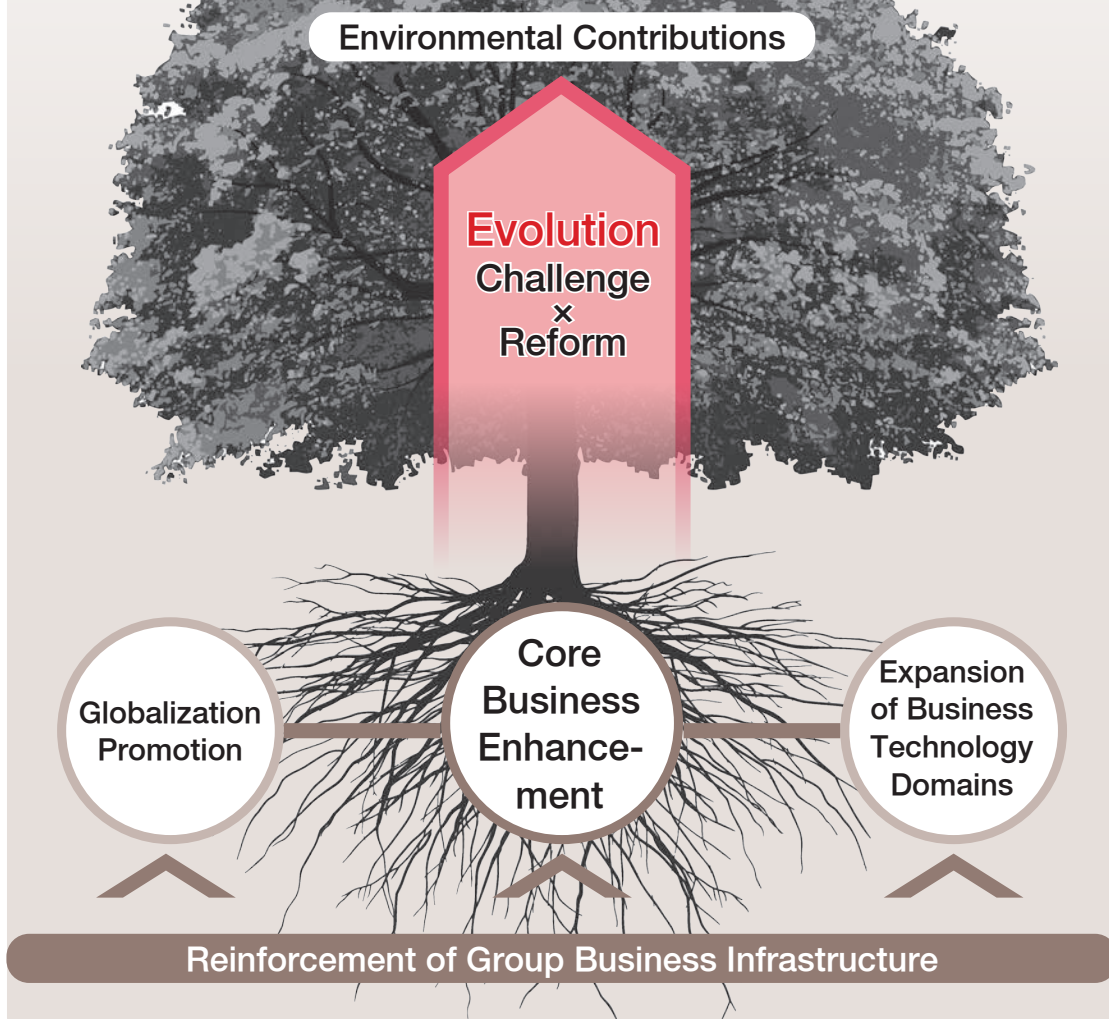 Environmental Contributions
Evolution
Challenge
×
Reform
Globalization
Promotion
Core
Business
Enhance-
ment
Expansion
of Business
Technology
Domains
Reinforcement of Group Business Infrastructure